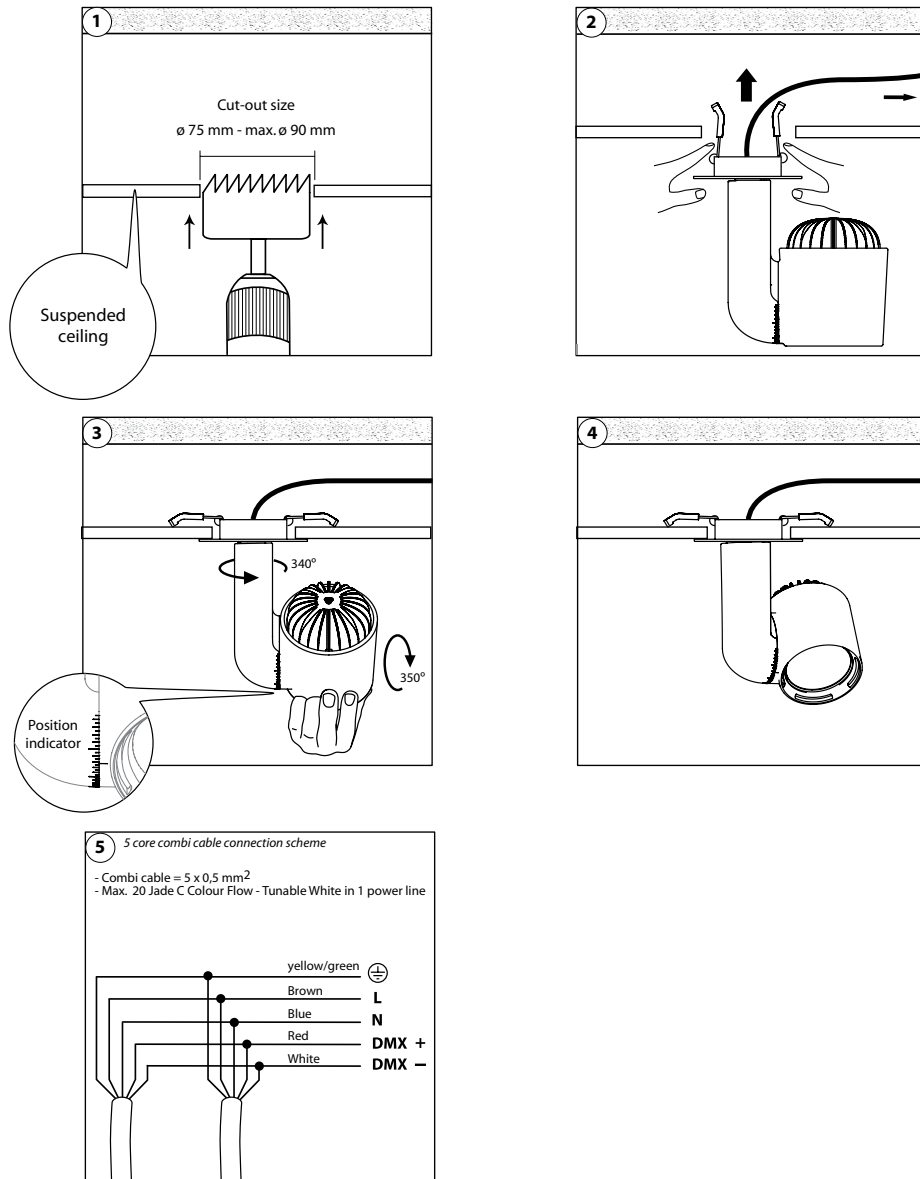 1
Cut-out size
ø 75 mm - max. ø 90 mm
Suspended
ceiling
2
3
340°
350°
Position
indicator
4
5 5 core combi cable connection scheme
- Combi cable = 5 x 0,5 mm2
- Max. 20 Jade C Colour Flow - Tunable White in 1 power line
yellow/green
Brown L
Blue N
Red DMX +
White DMX –